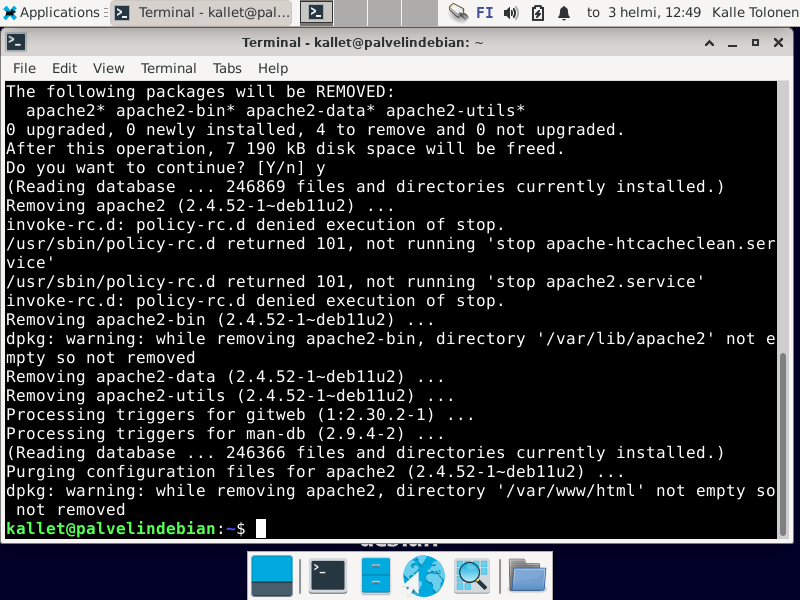 Applications
Terminal - kallet@pal...
FI
to 3 helmi, 12:49
Kalle Tolonen
Terminal - kallet@palvelindebian: ~
File Edit View Terminal Tabs Help
The following packages will be REMOVED:
  apache2* apache2-bin* apache2-data* apache2-utils*
0 upgraded, 0 newly installed, 4 to remove and 0 not upgraded.
After this operation, 7 190 kB disk space will be freed.
Do you want to continue? [Y/n] y
(Reading database ... 246869 files and directories currently installed.)
Removing apache2 (2.4.52-1~deb11u2) ...
invoke-rc.d: policy-rc.d denied execution of stop.
/usr/sbin/policy-rc.d returned 101, not running 'stop apache-htcacheclean.ser
vice'
/usr/sbin/policy-rc.d returned 101, not running 'stop apache2.service'
invoke-rc.d: policy-rc.d denied execution of stop.
Removing apache2-bin (2.4.52-1~deb11u2) ...
dpkg: warning: while removing apache2-bin, directory '/var/lib/apache2' not e
mpty so not removed
Removing apache2-data (2.4.52-1~deb11u2) ...
Removing apache2-utils (2.4.52-1~deb11u2) ...
Processing triggers for gitweb (1:2.30.2-1) ...
Processing triggers for man-db (2.9.4-2) ...
(Reading database ... 246366 files and directories currently installed.)
Purging configuration files for apache2 (2.4.52-1~deb11u2) ...
dpkg: warning: while removing apache2, directory '/var/www/html' not empty so
 not removed
kallet@palvelindebian:~$